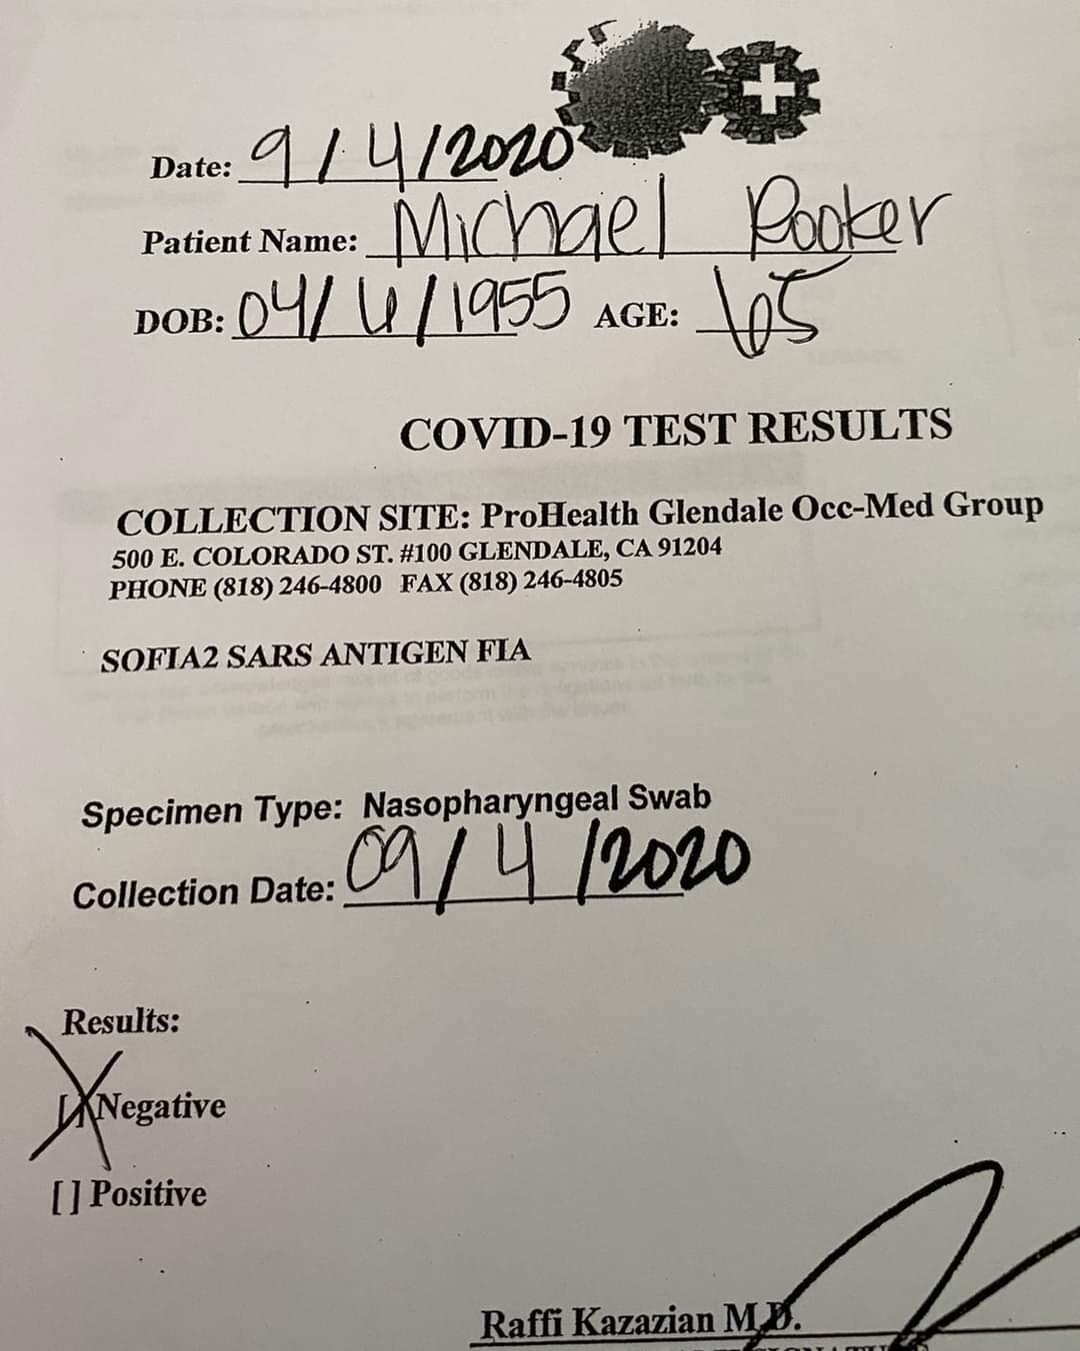 Date: 9/4/2020
Patient Name: Michael Rooker
DOB: 04/6/1955 AGE: 65
COVID-19 TEST RESULTS
COLLECTION SITE: ProHealth Glendale Occ-Med Group
500 E. COLORADO ST. #100 GLENDALE, CA 91204
PHONE (818) 246-4800 FAX (818) 246-4805
SOFIA2 SARS ANTIGEN FIA
Specimen Type: Nasopharyngeal Swab
Collection Date: 09/4/2020
Results:
[X] Negative
[ ] Positive
Raffi Kazazian M.D.